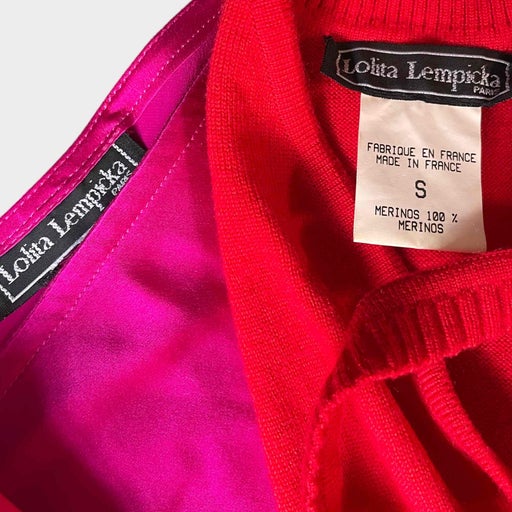 Lolita Lempicka
PARIS
Lolita Lempicka
PARIS
FABRIQUE EN FRANCE
MADE IN FRANCE
S
MERINOS 100 %
MERINOS